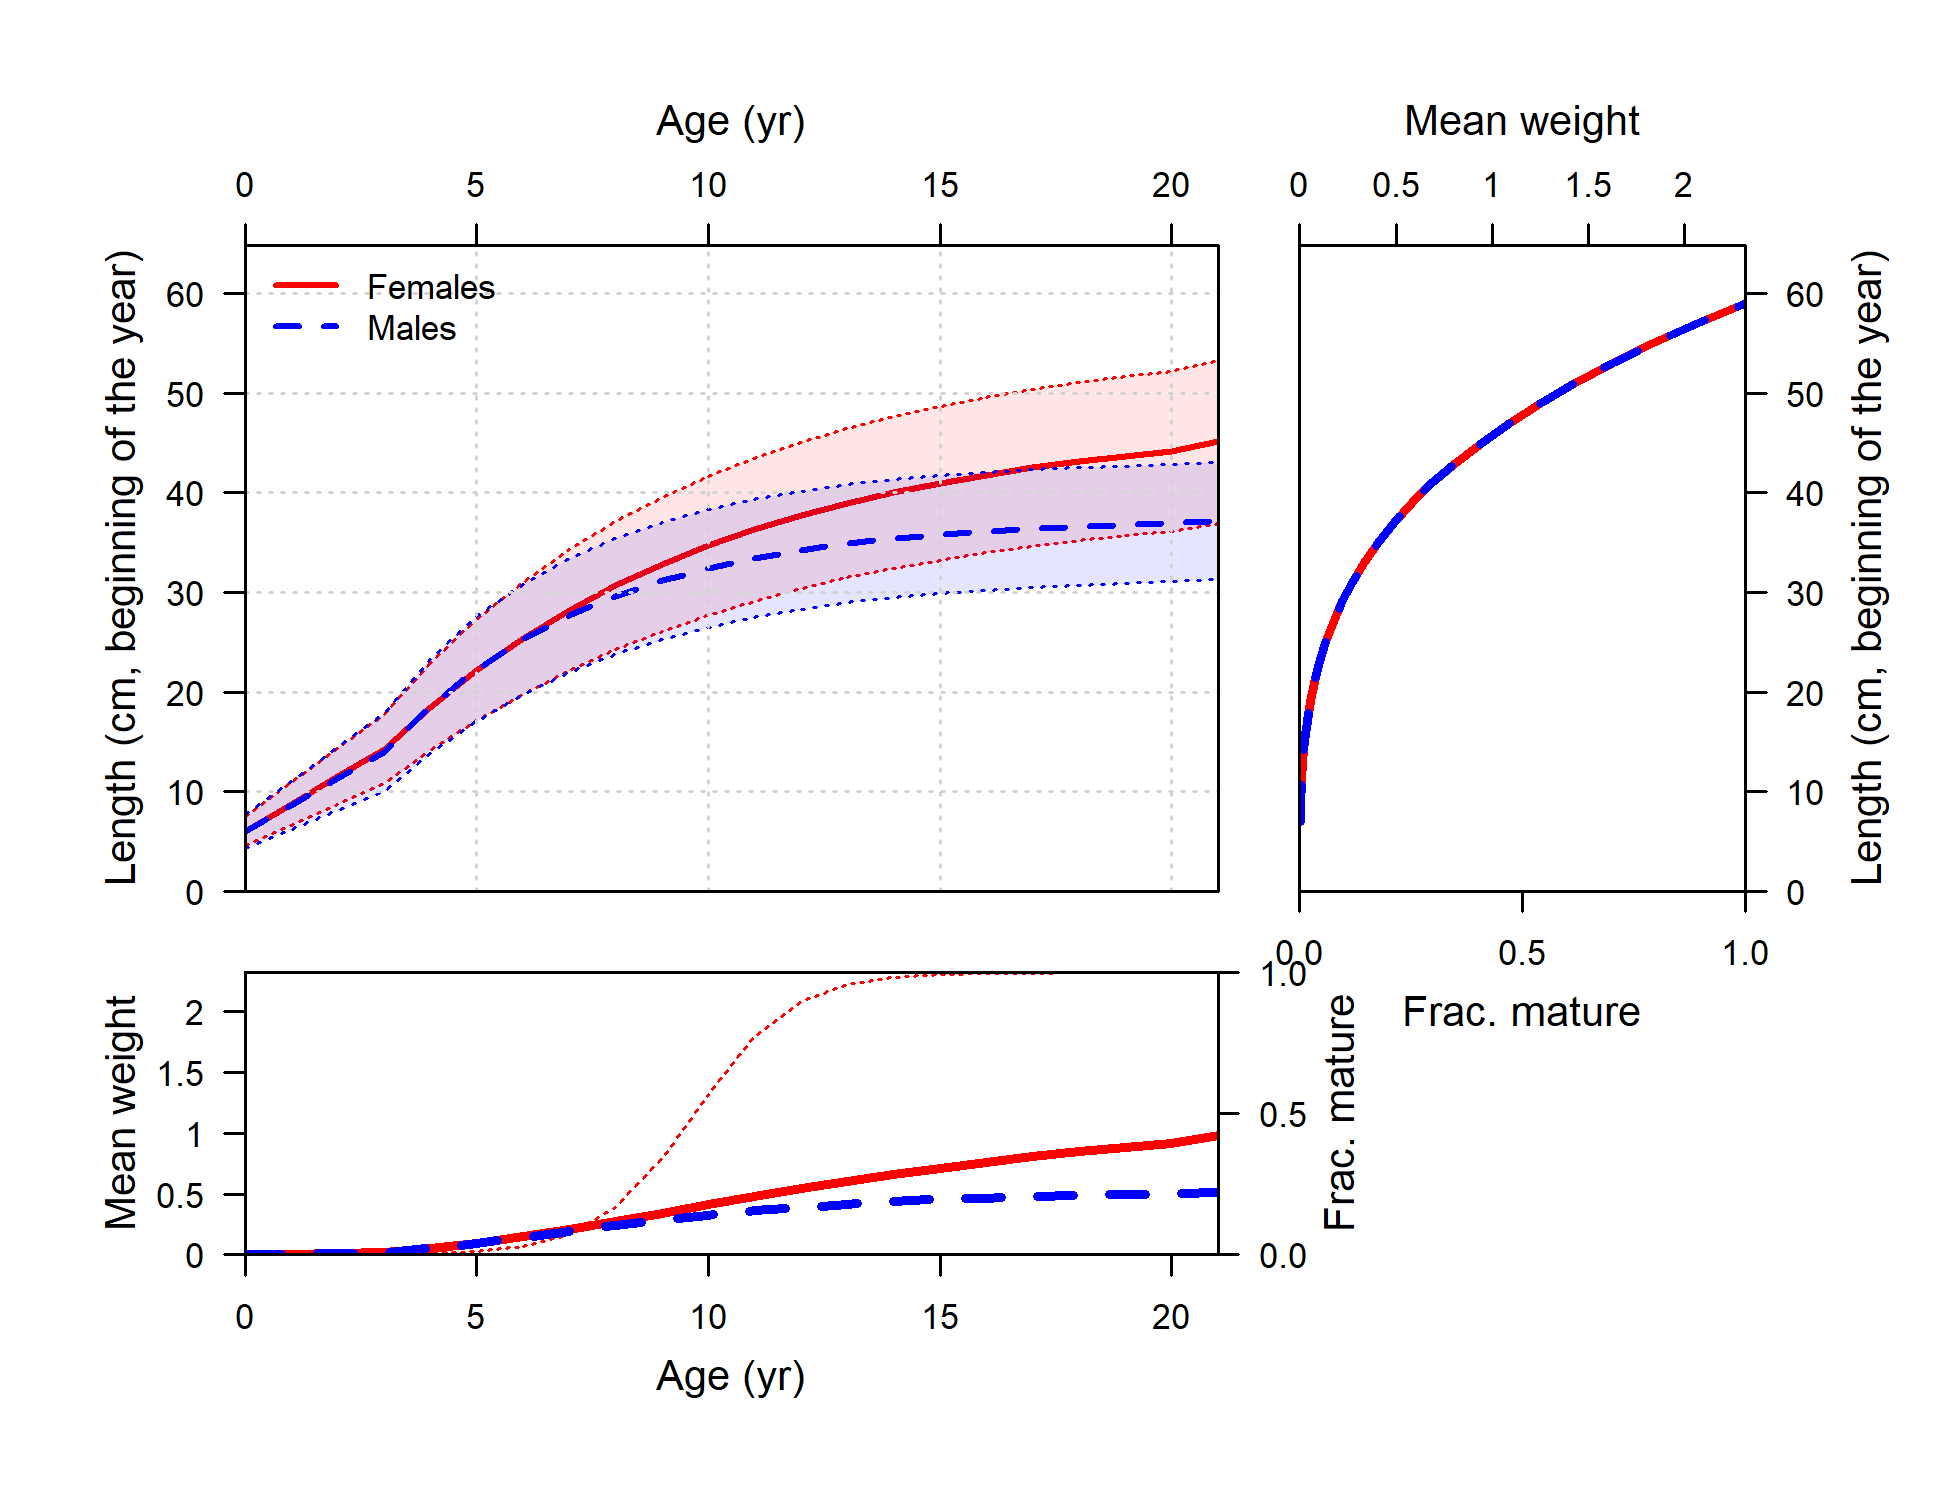 Age (yr)
Mean weight
0 5 10 15 20
0 0.5 1 1.5 2
Length (cm, beginning of the year)
60
50
40
30
20
10
0
Females
Males
60
50
40
30
20
10
0
Length (cm, beginning of the year)
0.0 0.5 1.0
Frac. mature
Mean weight
2
1.5
1
0.5
0
1.0
0.5
0.0
Frac. mature
0 5 10 15 20
Age (yr)